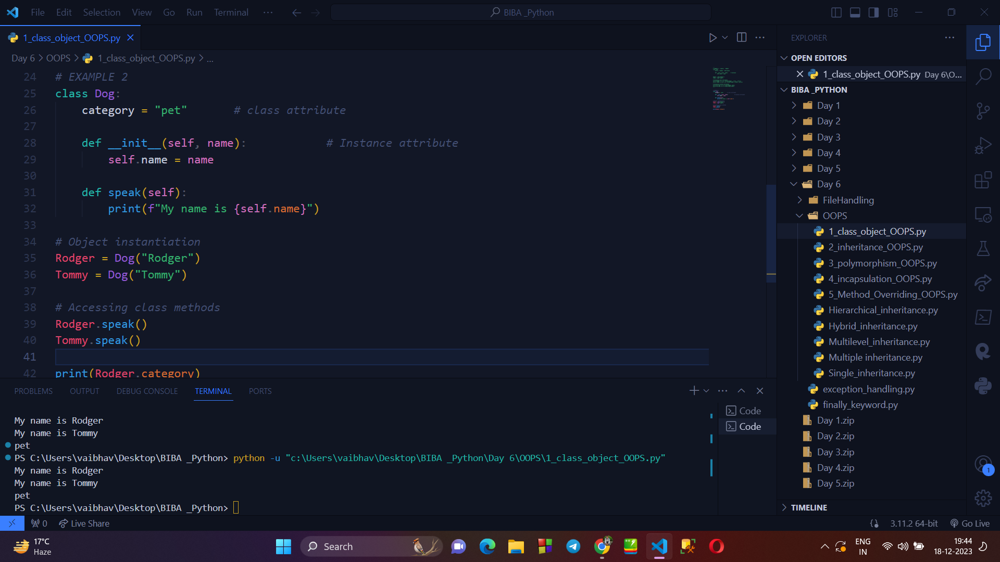 File Edit Selection View Go Run Terminal ···
BIBA _Python
1_class_object_OOPS.py
Day 6 > OOPS > 1_class_object_OOPS.py > ...
24 # EXAMPLE 2
25 class Dog:
26 category = "pet" # class attribute
27
28 def __init__(self, name): # Instance attribute
29 self.name = name
30
31 def speak(self):
32 print(f"My name is {self.name}")
33
34 # Object instantiation
35 Rodger = Dog("Rodger")
36 Tommy = Dog("Tommy")
37
38 # Accessing class methods
39 Rodger.speak()
40 Tommy.speak()
41
42 print(Rodger.category)
PROBLEMS OUTPUT DEBUG CONSOLE TERMINAL PORTS
My name is Rodger
My name is Tommy
pet
PS C:\Users\vaibhav\Desktop\BIBA _Python> python -u "c:\Users\vaibhav\Desktop\BIBA _Python\Day 6\OOPS\1_class_object_OOPS.py"
My name is Rodger
My name is Tommy
pet
PS C:\Users\vaibhav\Desktop\BIBA _Python>
Code
Code
EXPLORER
OPEN EDITORS
1_class_object_OOPS.py Day 6\O...
BIBA _PYTHON
Day 1
Day 2
Day 3
Day 4
Day 5
Day 6
FileHandling
OOPS
1_class_object_OOPS.py
2_inheritance_OOPS.py
3_polymorphism_OOPS.py
4_incapsulation_OOPS.py
5_Method_Overriding_OOPS.py
Hierarchical_inheritance.py
Hybrid_inheritance.py
Multilevel_inheritance.py
Multiple inheritance.py
Single_inheritance.py
exception_handling.py
finally_keyword.py
Day 1.zip
Day 2.zip
Day 3.zip
Day 4.zip
Day 5.zip
TIMELINE
1
0 Live Share
3.11.2 64-bit Go Live
17°C
Haze
Search
ENG
IN
19:44
18-12-2023